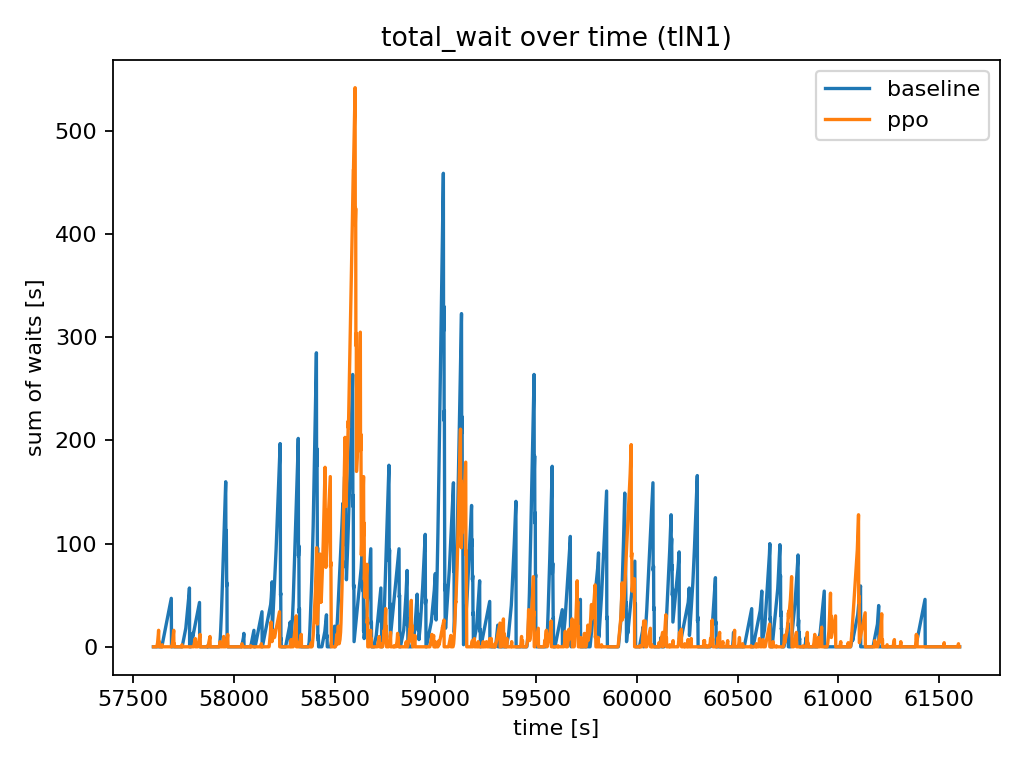 total_wait over time (tlN1)
baseline
ppo
sum of waits [s]
500
400
300
200
100
0
57500 58000 58500 59000 59500 60000 60500 61000 61500
time [s]